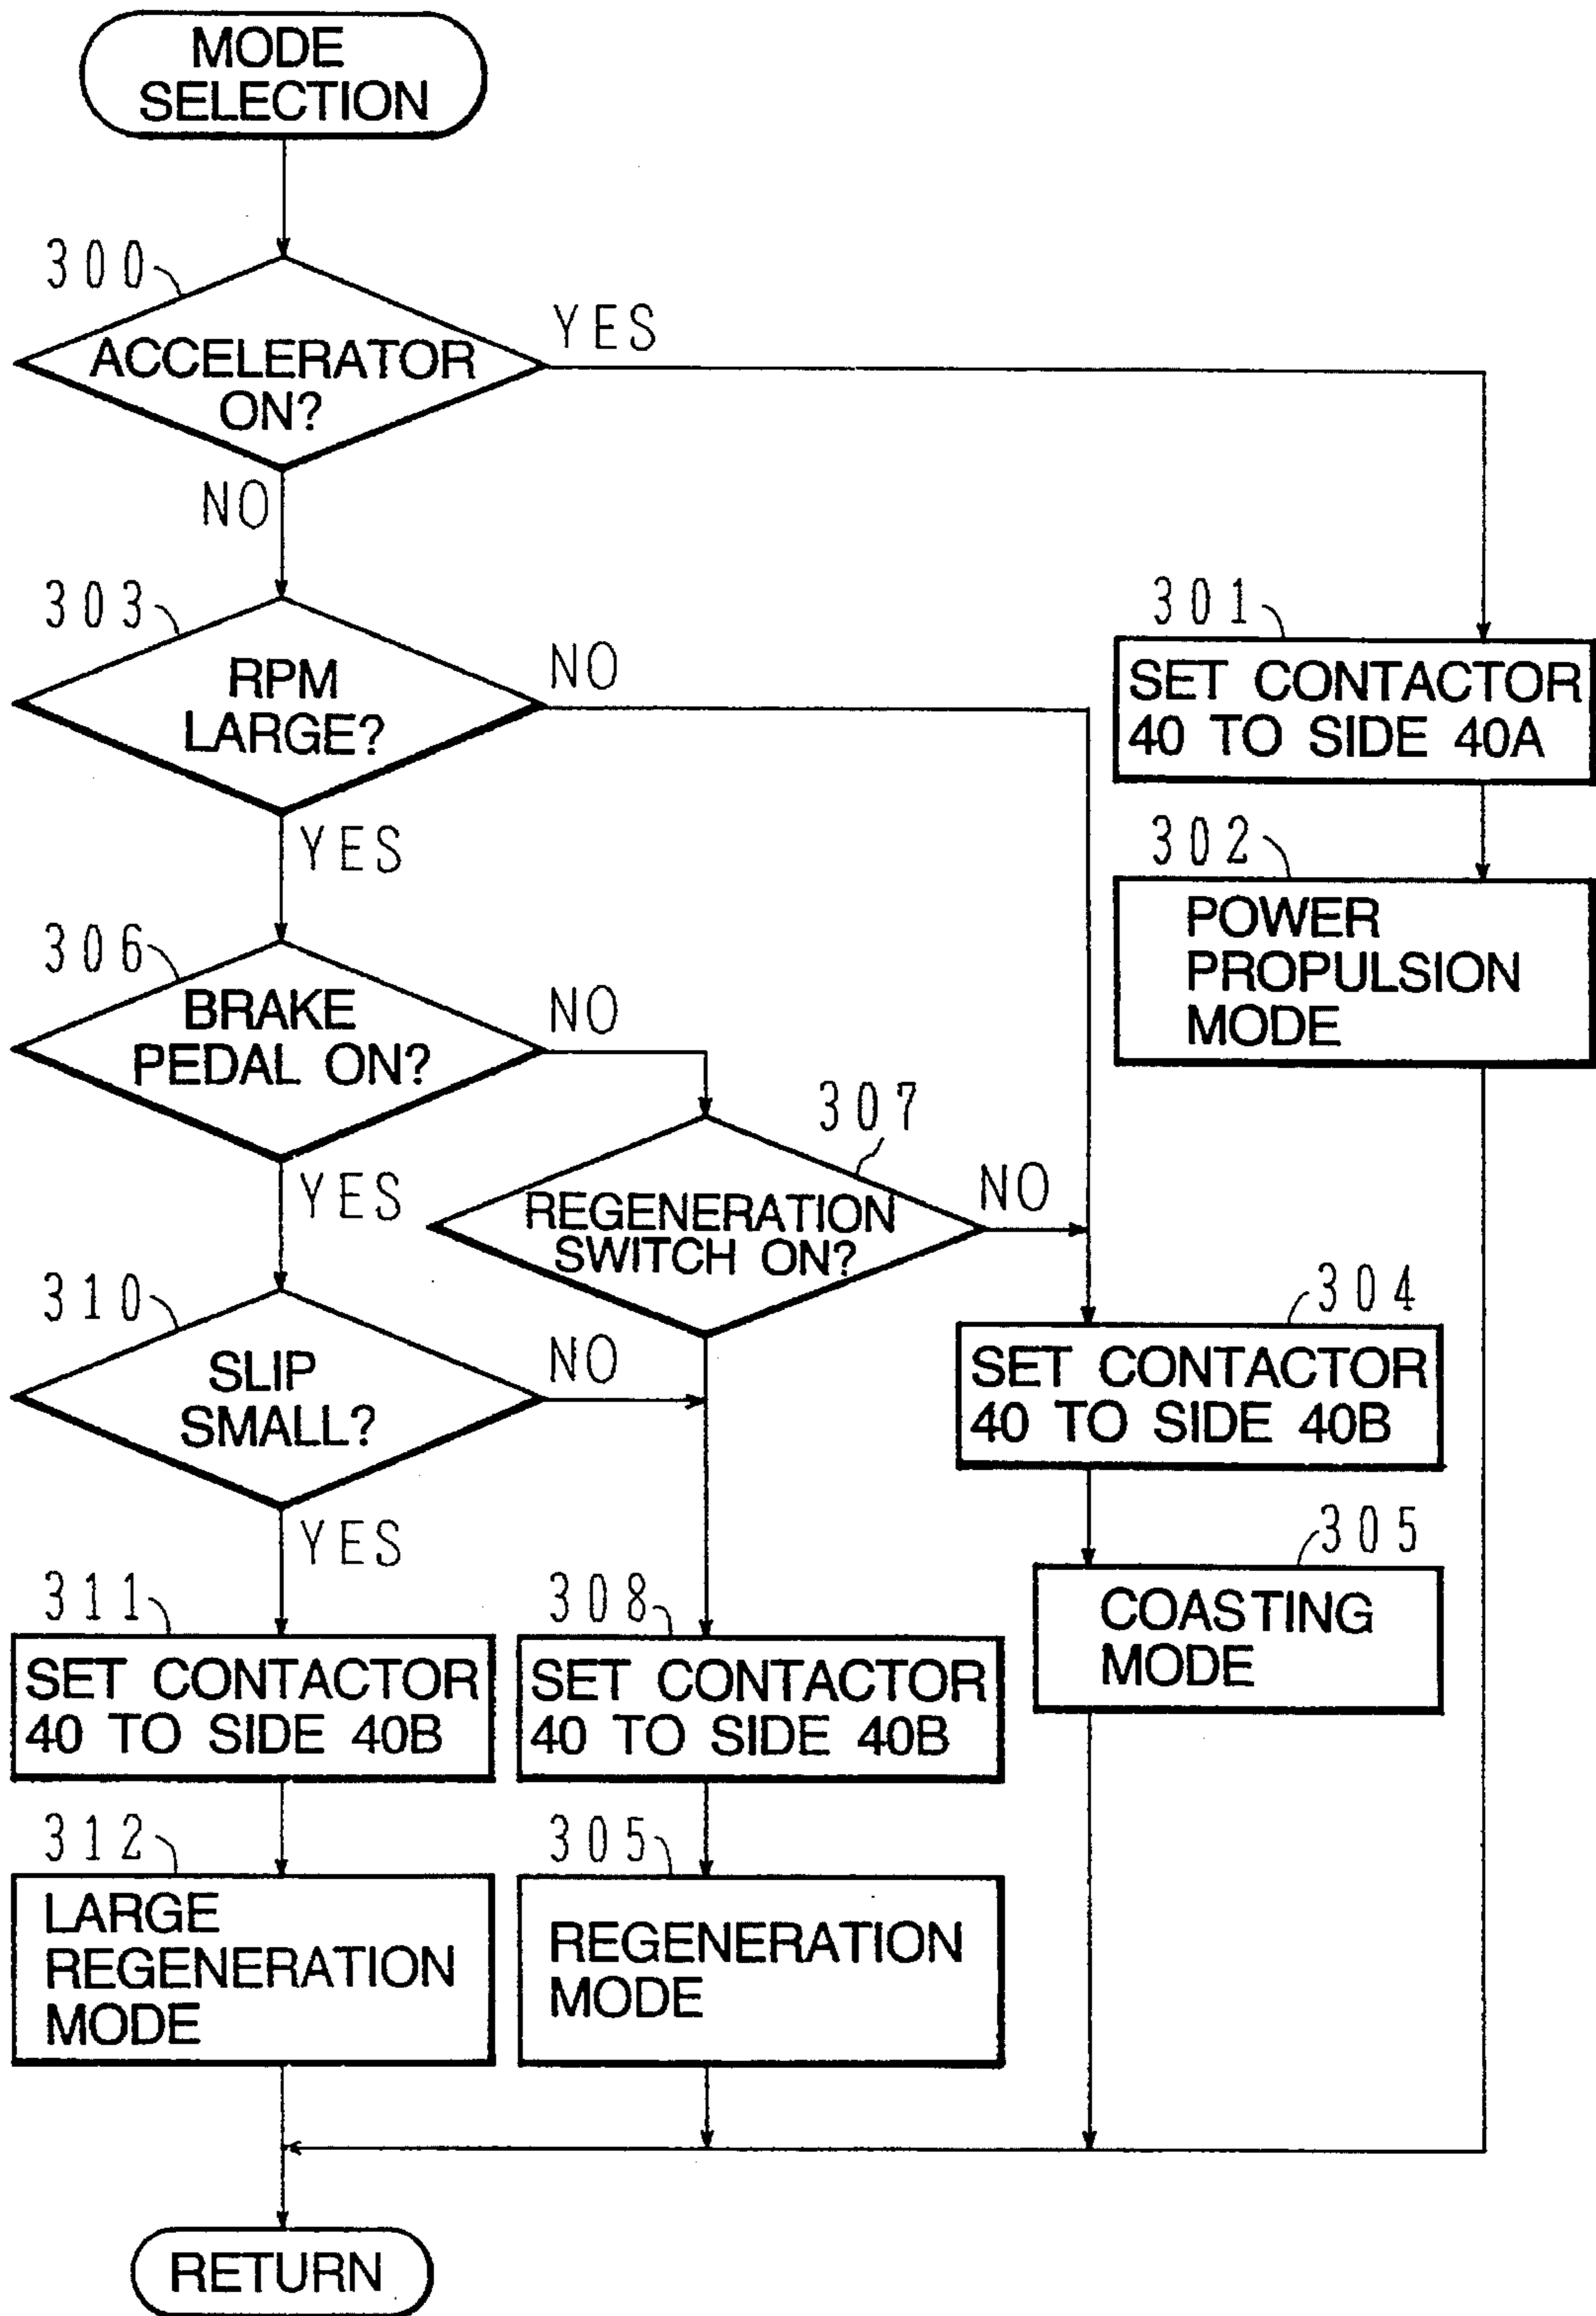 MODE
SELECTION
300
ACCELERATOR
ON?
YES
NO
303
RPM
LARGE?
NO
YES
301
SET CONTACTOR
40 TO SIDE 40A
302
POWER
PROPULSION
MODE
306
BRAKE
PEDAL ON?
NO
YES
307
REGENERATION
SWITCH ON?
NO
310
SLIP
SMALL?
NO
YES
304
SET CONTACTOR
40 TO SIDE 40B
305
COASTING
MODE
311
SET CONTACTOR
40 TO SIDE 40B
308
SET CONTACTOR
40 TO SIDE 40B
312
LARGE
REGENERATION
MODE
305
REGENERATION
MODE
RETURN